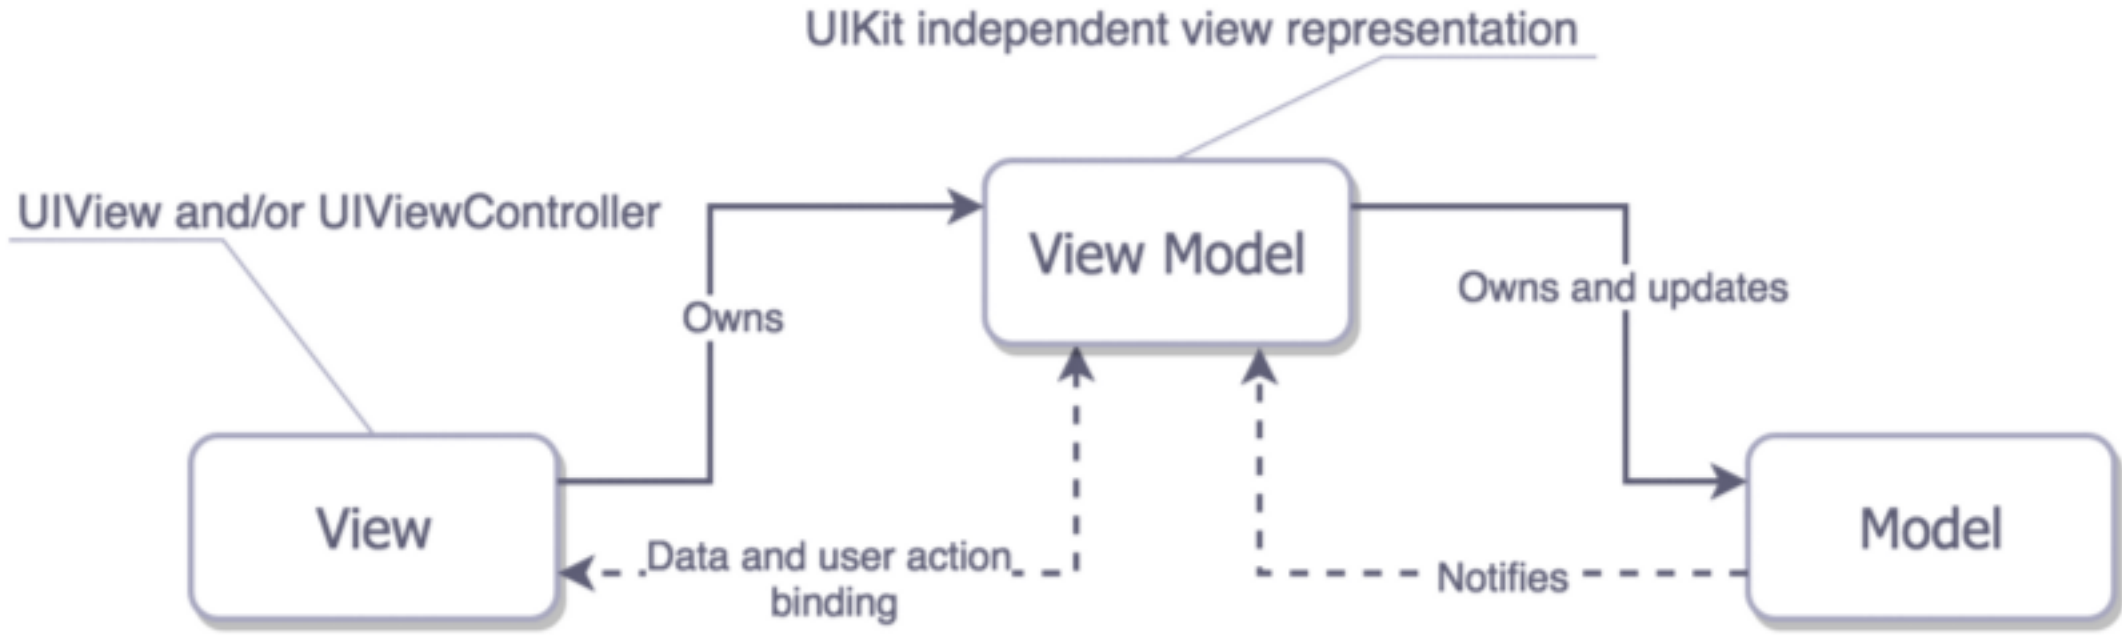 UIKit independent view representation
UIView and/or UIViewController
View Model
Owns and updates
Owns
View
Data and user action
binding
Notifies
Model